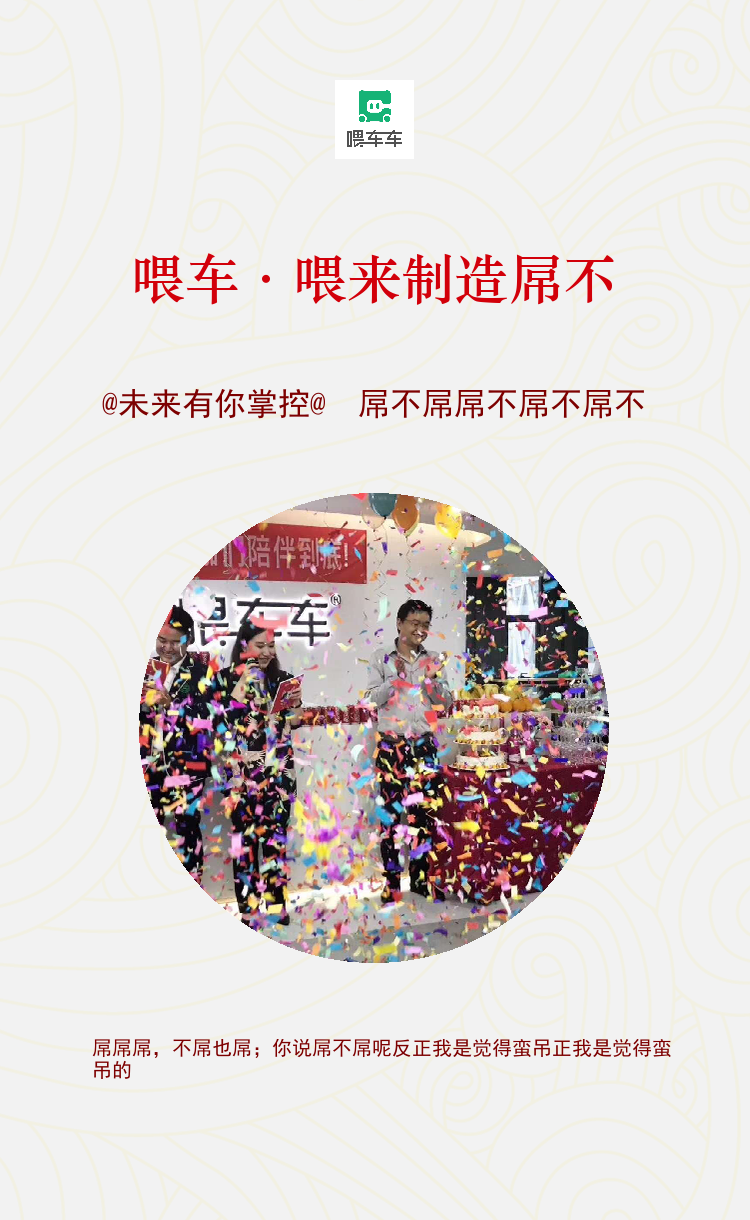 喂车车
喂车·喂来制造屌不
@未来有你掌控@ 屌不屌屌不屌不屌不
们陪伴到底!
喂车车®
屌屌屌，不屌也屌；你说屌不屌呢反正我是觉得蛮吊正我是觉得蛮
吊的